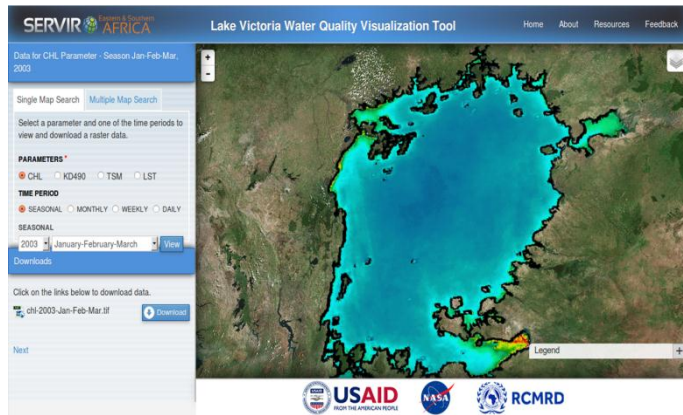 SERVIR Eastern & Southern
AFRICA
Lake Victoria Water Quality Visualization Tool
Home About Resources Feedback
Data for CHL Parameter - Season Jan-Feb-Mar,
2003
+
-
Single Map Search Multiple Map Search
Select a parameter and one of the time periods to
view and download a raster data.
PARAMETERS *
CHL KD490 TSM LST
TIME PERIOD
SEASONAL MONTHLY WEEKLY DAILY
SEASONAL
2003 January-February-March View
Downloads
Click on the links below to download data.
chl-2003-Jan-Feb-Mar.tif Download
Next
Legend +
USAID
FROM THE AMERICAN PEOPLE
NASA
RCMRD